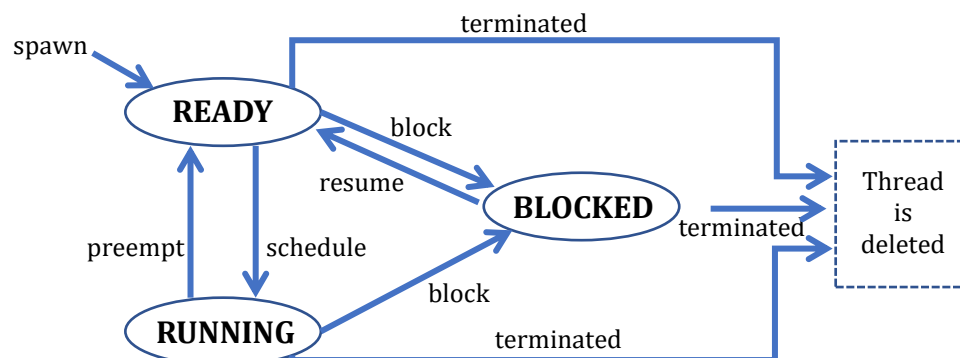 terminated
spawn
READY
block
resume
Thread
is
deleted
BLOCKED
terminated
preempt
schedule
block
RUNNING
terminated